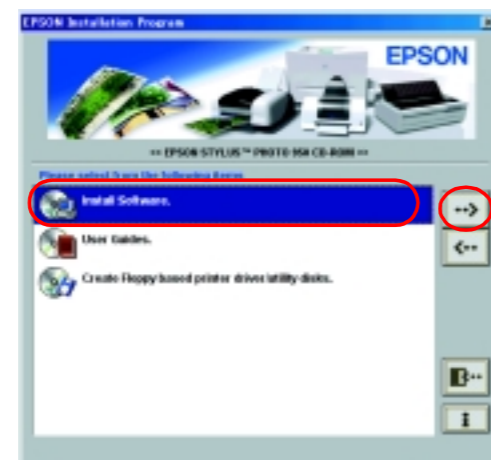 EPSON Installation Program
EPSON
== EPSON STYLUS™ PHOTO 950 CD-ROM ==
Please select from the following items
Install Software.
User Guides.
Create Floppy based printer driver utility disks.